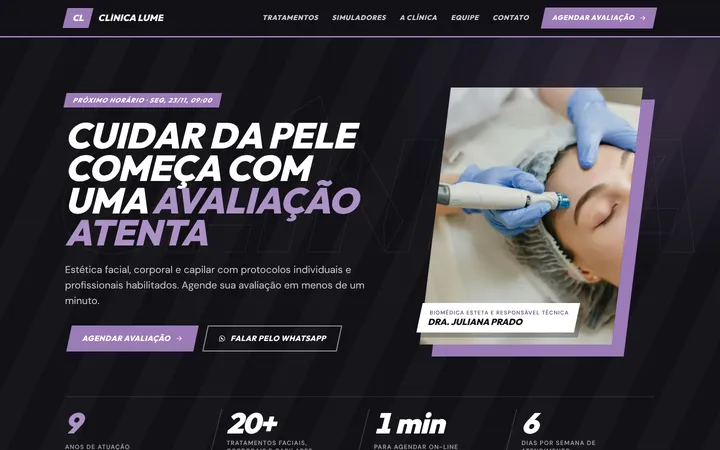 CL CLÍNICA LUME TRATAMENTOS SIMULADORES A CLÍNICA EQUIPE CONTATO AGENDAR AVALIAÇÃO →
PRÓXIMO HORÁRIO · SEG, 23/11, 09:00
CUIDAR DA PELE
COMEÇA COM
UMA AVALIAÇÃO
ATENTA
Estética facial, corporal e capilar com protocolos individuais e
profissionais habilitados. Agende sua avaliação em menos de um
minuto.
AGENDAR AVALIAÇÃO → FALAR PELO WHATSAPP
BIOMÉDICA ESTETA E RESPONSÁVEL TÉCNICA
DRA. JULIANA PRADO
9
ANOS DE ATUAÇÃO
20+
TRATAMENTOS FACIAIS,
CORPORAIS E CAPILARES
1 min
PARA AGENDAR ON-LINE
6
DIAS POR SEMANA DE
ATENDIMENTO